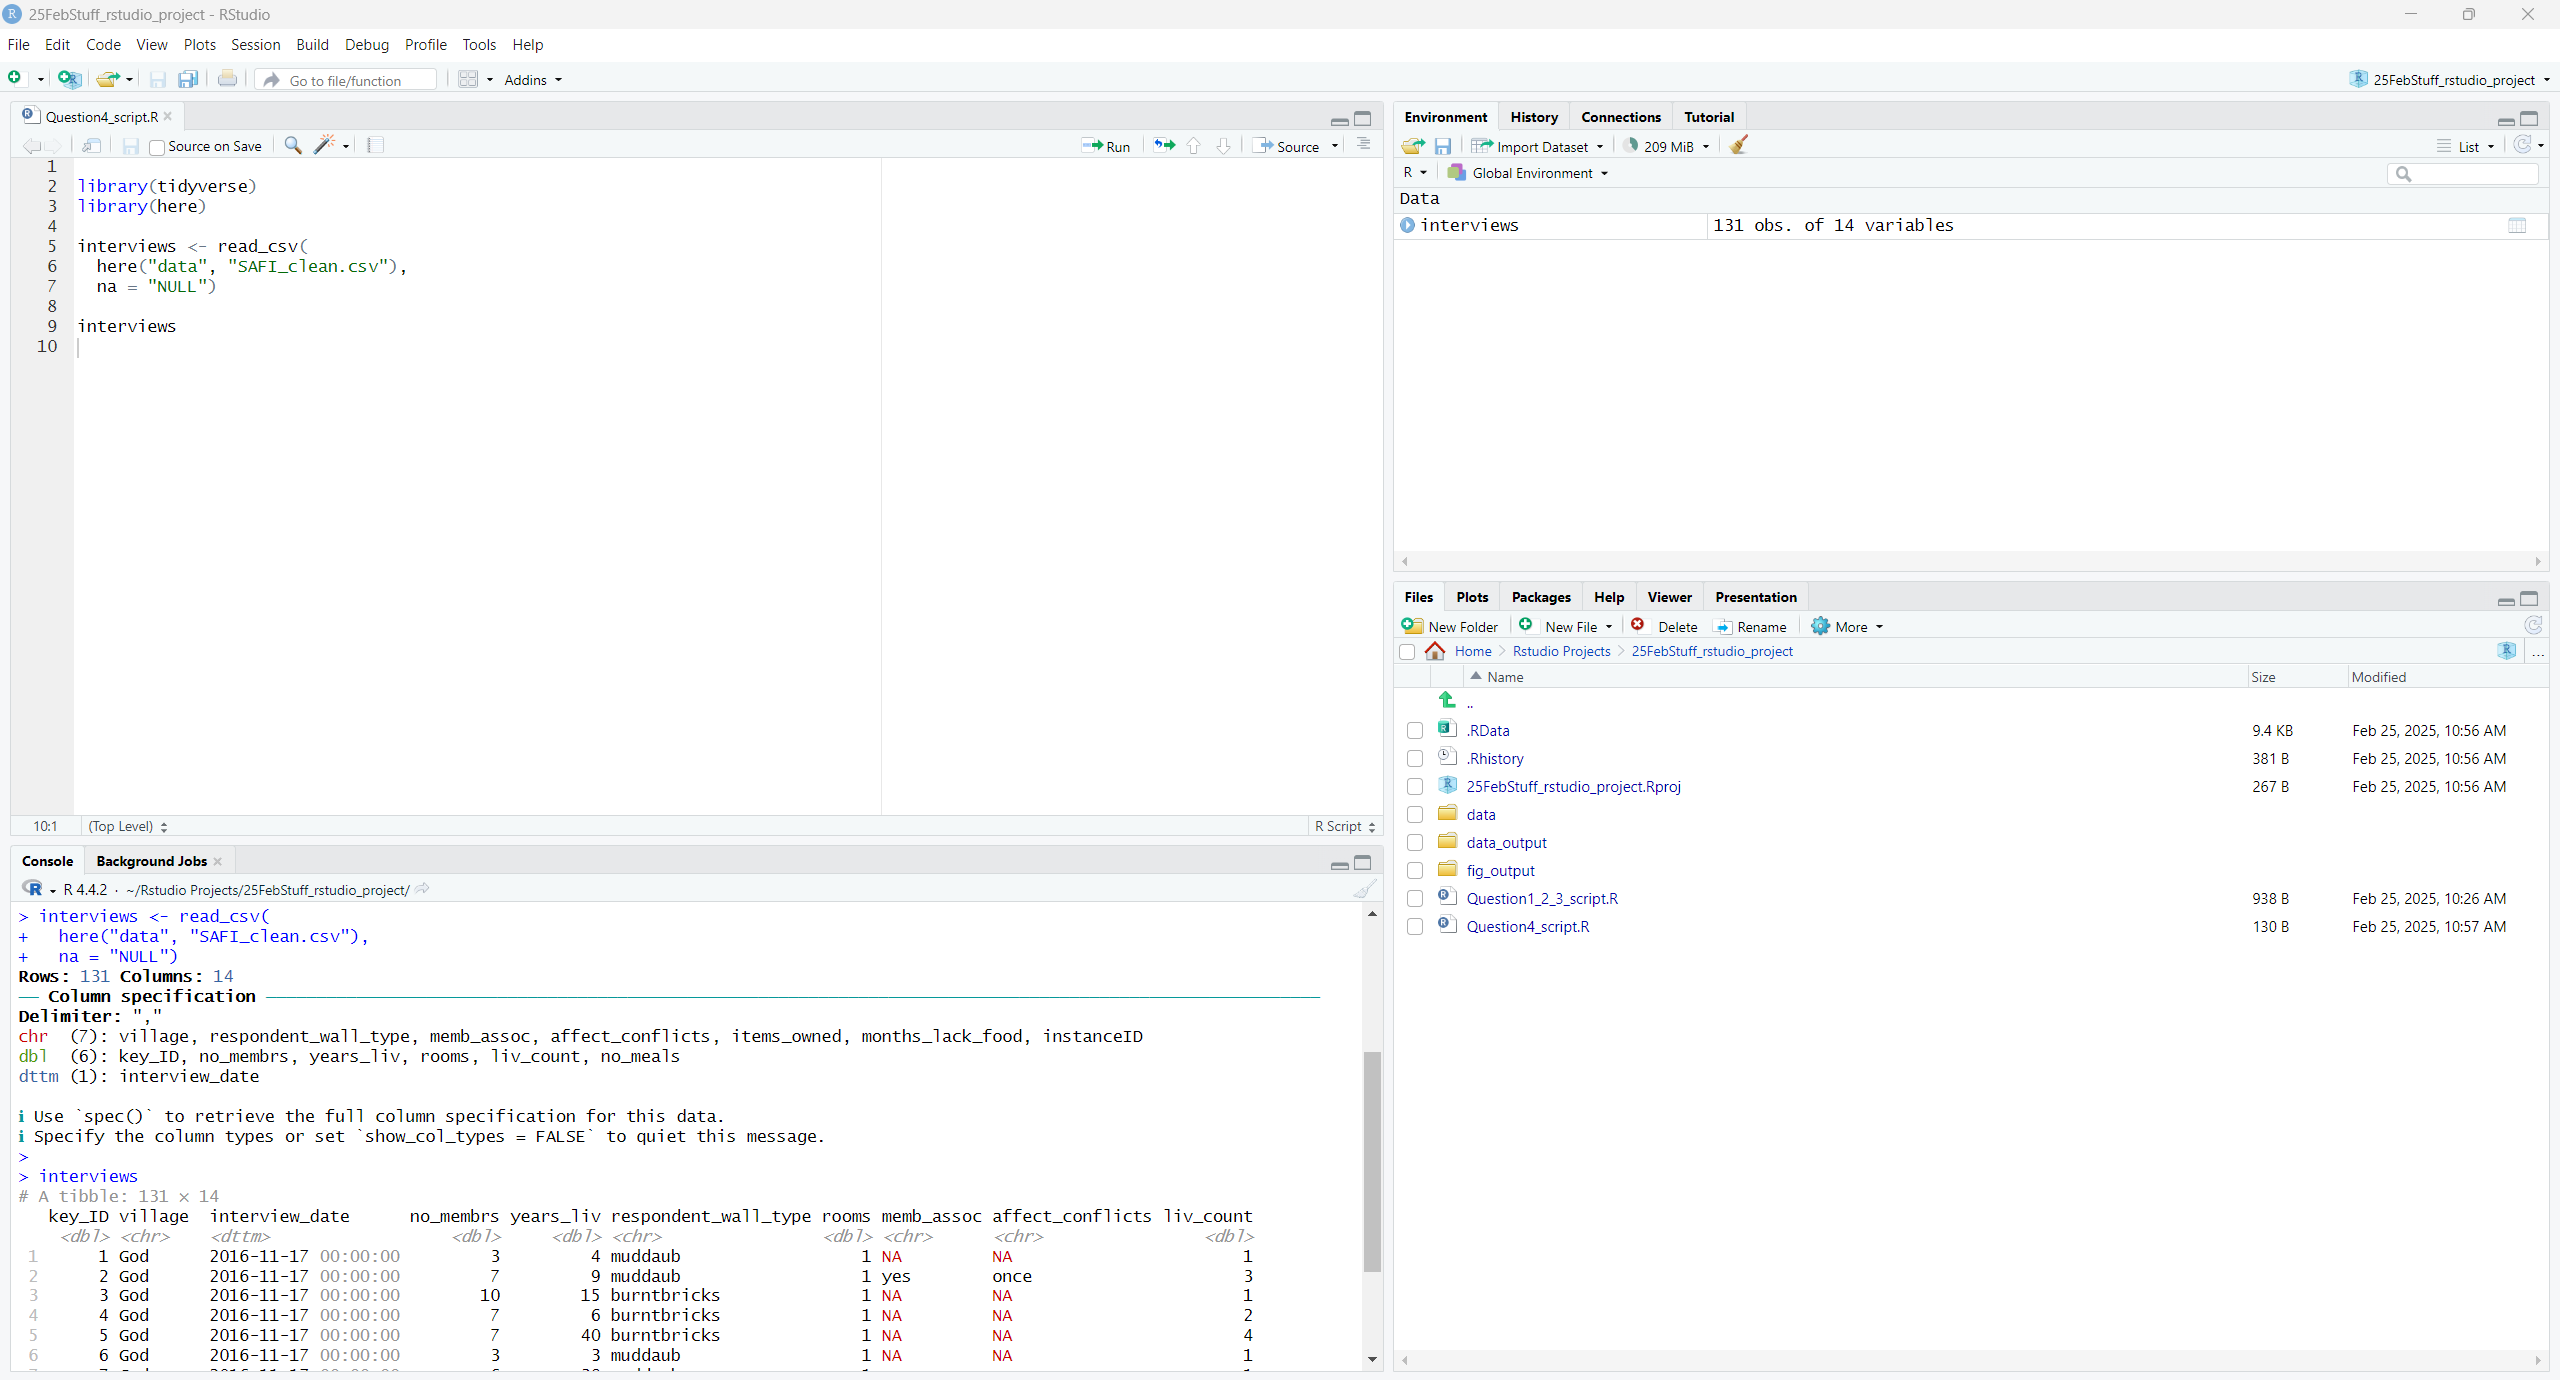 25FebStuff_rstudio_project - RStudio
File Edit Code View Plots Session Build Debug Profile Tools Help
Go to file/function Addins 25FebStuff_rstudio_project
Question4_script.R
Source on Save Run Source
1
2 library(tidyverse)
3 library(here)
4
5 interviews <- read_csv(
6 here("data", "SAFI_clean.csv"),
7 na = "NULL")
8
9 interviews
10
10:1 (Top Level) R Script
Console Background Jobs
R 4.4.2 · ~/Rstudio Projects/25FebStuff_rstudio_project/
> interviews <- read_csv(
+ here("data", "SAFI_clean.csv"),
+ na = "NULL")
Rows: 131 Columns: 14
── Column specification ──
Delimiter: ","
chr (7): village, respondent_wall_type, memb_assoc, affect_conflicts, items_owned, months_lack_food, instanceID
dbl (6): key_ID, no_membrs, years_liv, rooms, liv_count, no_meals
dttm (1): interview_date
ℹ Use `spec()` to retrieve the full column specification for this data.
ℹ Specify the column types or set `show_col_types = FALSE` to quiet this message.
>
> interviews
# A tibble: 131 × 14
key_ID village interview_date no_membrs years_liv respondent_wall_type rooms memb_assoc affect_conflicts liv_count
<dbl> <chr> <dttm> <dbl> <dbl> <chr> <dbl> <chr> <chr> <dbl>
1 1 God 2016-11-17 00:00:00 3 4 muddaub 1 NA NA 1
2 2 God 2016-11-17 00:00:00 7 9 muddaub 1 yes once 3
3 3 God 2016-11-17 00:00:00 10 15 burntbricks 1 NA NA 1
4 4 God 2016-11-17 00:00:00 7 6 burntbricks 1 NA NA 2
5 5 God 2016-11-17 00:00:00 7 40 burntbricks 1 NA NA 4
6 6 God 2016-11-17 00:00:00 3 3 muddaub 1 NA NA 1
Environment History Connections Tutorial
Import Dataset 209 MiB List
R Global Environment
Data
interviews 131 obs. of 14 variables
Files Plots Packages Help Viewer Presentation
New Folder New File Delete Rename More
Home Rstudio Projects 25FebStuff_rstudio_project ...
Name Size Modified
..
.RData 9.4 KB Feb 25, 2025, 10:56 AM
.Rhistory 381 B Feb 25, 2025, 10:56 AM
25FebStuff_rstudio_project.Rproj 267 B Feb 25, 2025, 10:56 AM
data
data_output
fig_output
Question1_2_3_script.R 938 B Feb 25, 2025, 10:26 AM
Question4_script.R 130 B Feb 25, 2025, 10:57 AM